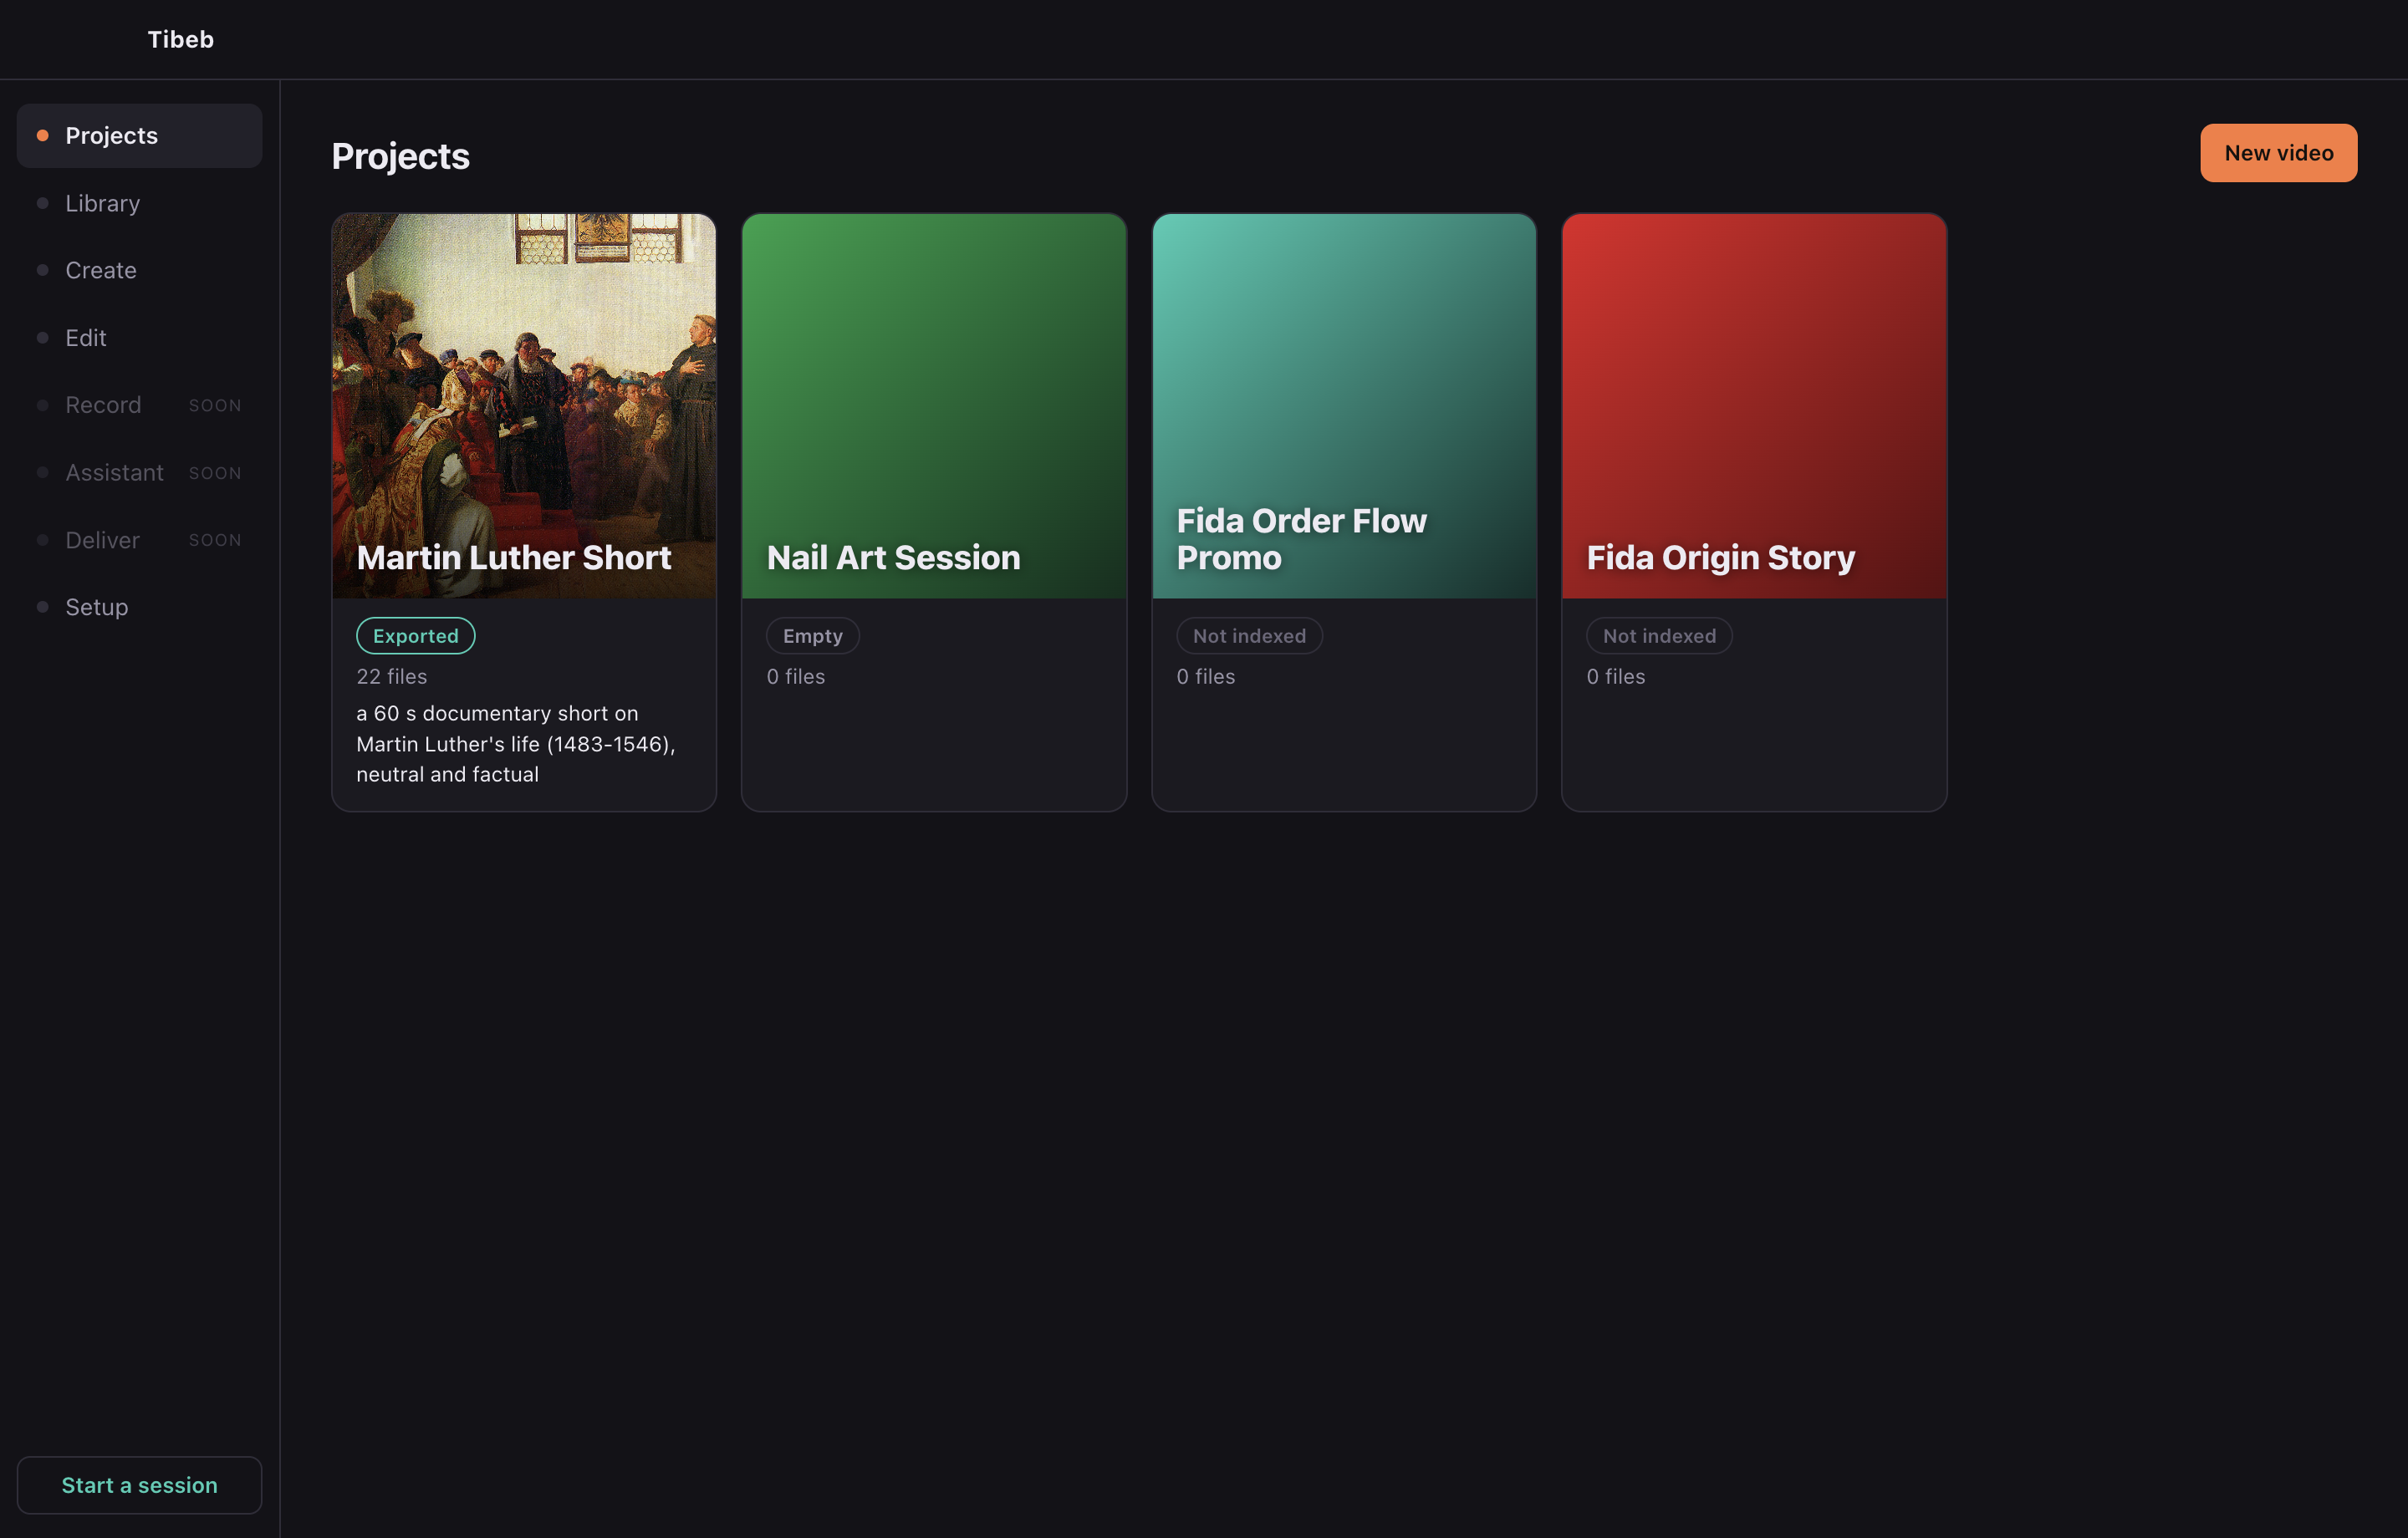 Tibeb
Projects
Library
Create
Edit
Record SOON
Assistant SOON
Deliver SOON
Setup
Start a session
Projects
New video
Martin Luther Short
Exported
22 files
a 60 s documentary short on
Martin Luther's life (1483-1546),
neutral and factual
Nail Art Session
Empty
0 files
Fida Order Flow
Promo
Not indexed
0 files
Fida Origin Story
Not indexed
0 files